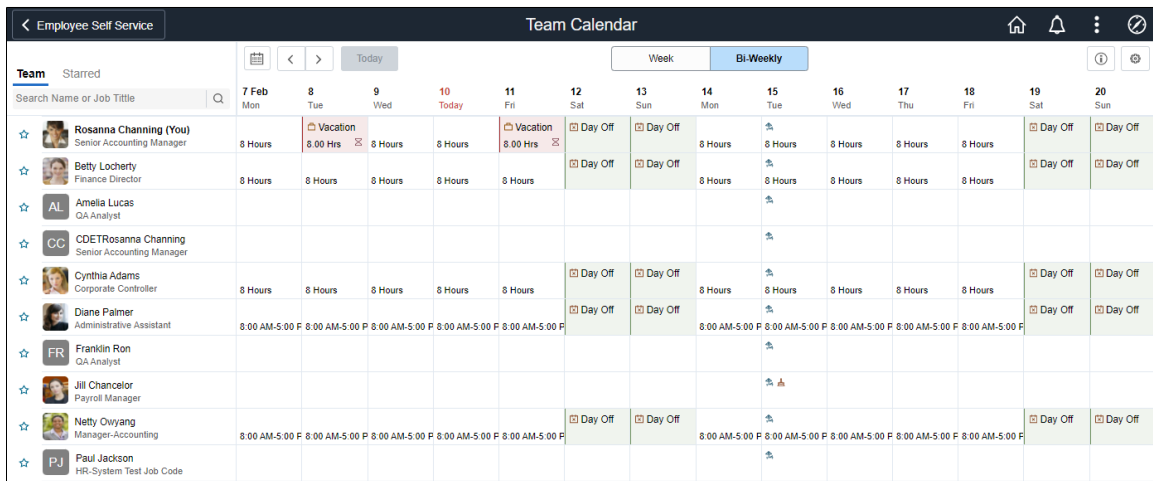 Employee Self Service
Team Calendar
Today
Week
Bi-Weekly
Team
Starred
Search Name or Job Tittle
7 Feb 8 9 10 11 12 13 14 15 16 17 18 19 20
Mon Tue Wed Today Fri Sat Sun Mon Tue Wed Thu Fri Sat Sun
Rosanna Channing (You) Vacation Vacation Day Off Day Off Day Off Day Off
Senior Accounting Manager 8 Hours 8.00 Hrs 8 Hours 8 Hours 8.00 Hrs 8 Hours 8 Hours 8 Hours 8 Hours 8 Hours
Betty Locherty Day Off Day Off Day Off Day Off
Finance Director 8 Hours 8 Hours 8 Hours 8 Hours 8 Hours 8 Hours 8 Hours 8 Hours 8 Hours 8 Hours
AL Amelia Lucas
QA Analyst
CC CDETRosanna Channing
Senior Accounting Manager
Cynthia Adams Day Off Day Off Day Off Day Off
Corporate Controller 8 Hours 8 Hours 8 Hours 8 Hours 8 Hours 8 Hours 8 Hours 8 Hours 8 Hours 8 Hours
Diane Palmer Day Off Day Off Day Off Day Off
Administrative Assistant 8:00 AM-5:00 P 8:00 AM-5:00 P 8:00 AM-5:00 P 8:00 AM-5:00 P 8:00 AM-5:00 P 8:00 AM-5:00 P 8:00 AM-5:00 P 8:00 AM-5:00 P 8:00 AM-5:00 P 8:00 AM-5:00 P
FR Franklin Ron
QA Analyst
Jill Chancelor
Payroll Manager
Netty Owyang Day Off Day Off Day Off Day Off
Manager-Accounting 8:00 AM-5:00 P 8:00 AM-5:00 P 8:00 AM-5:00 P 8:00 AM-5:00 P 8:00 AM-5:00 P 8:00 AM-5:00 P 8:00 AM-5:00 P 8:00 AM-5:00 P 8:00 AM-5:00 P 8:00 AM-5:00 P
PJ Paul Jackson
HR-System Test Job Code